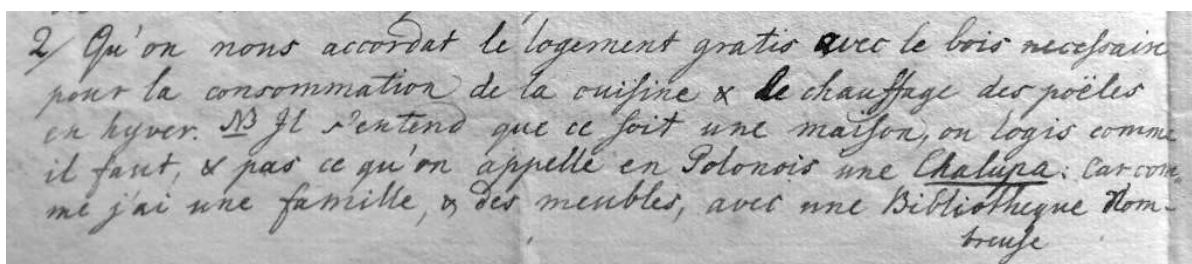 2/ Qu'on nous accordat le logement gratis avec le bois necessaire
pour la consommation de la cuisine & le chauffage des poëles
en hyver. NB Il s'entend que ce soit une maison, ou logis comme
il faut, & pas ce qu'on appelle en Polonois une Chalupa: car com-
me j'ai une famille, & des meubles, avec une Bibliotheque Nom-
breuse